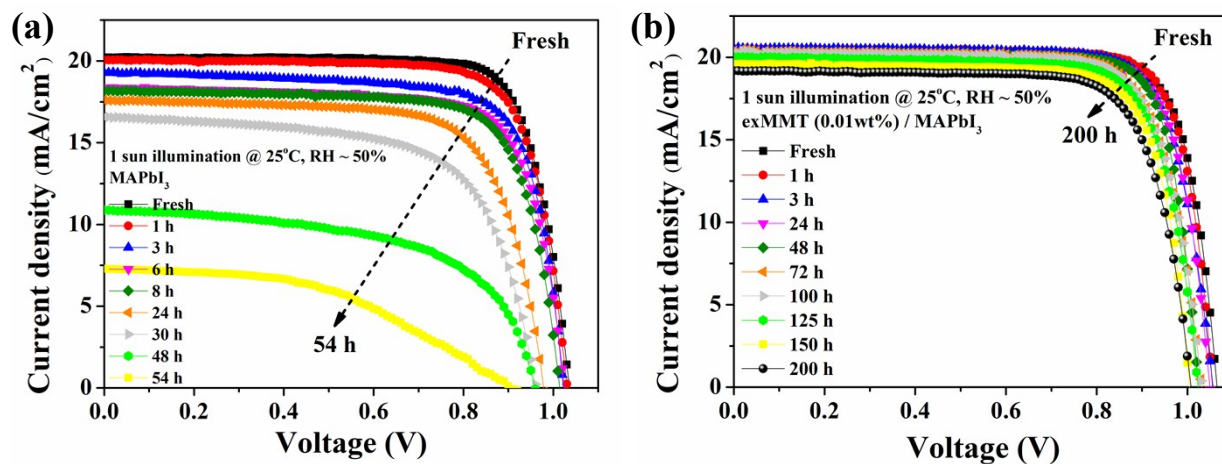 (a)
Current density (mA/cm²)
20
15
10
5
0
Fresh
1 sun illumination @ 25°C, RH ~ 50%
MAPbI₃
Fresh
1 h
3 h
6 h
8 h
24 h
30 h
48 h
54 h
54 h
0.0 0.2 0.4 0.6 0.8 1.0
Voltage (V)
(b)
Current density (mA/cm²)
20
15
10
5
0
Fresh
1 sun illumination @ 25°C, RH ~ 50%
exMMT (0.01wt%) / MAPbI₃
200 h
Fresh
1 h
3 h
24 h
48 h
72 h
100 h
125 h
150 h
200 h
0.0 0.2 0.4 0.6 0.8 1.0
Voltage (V)